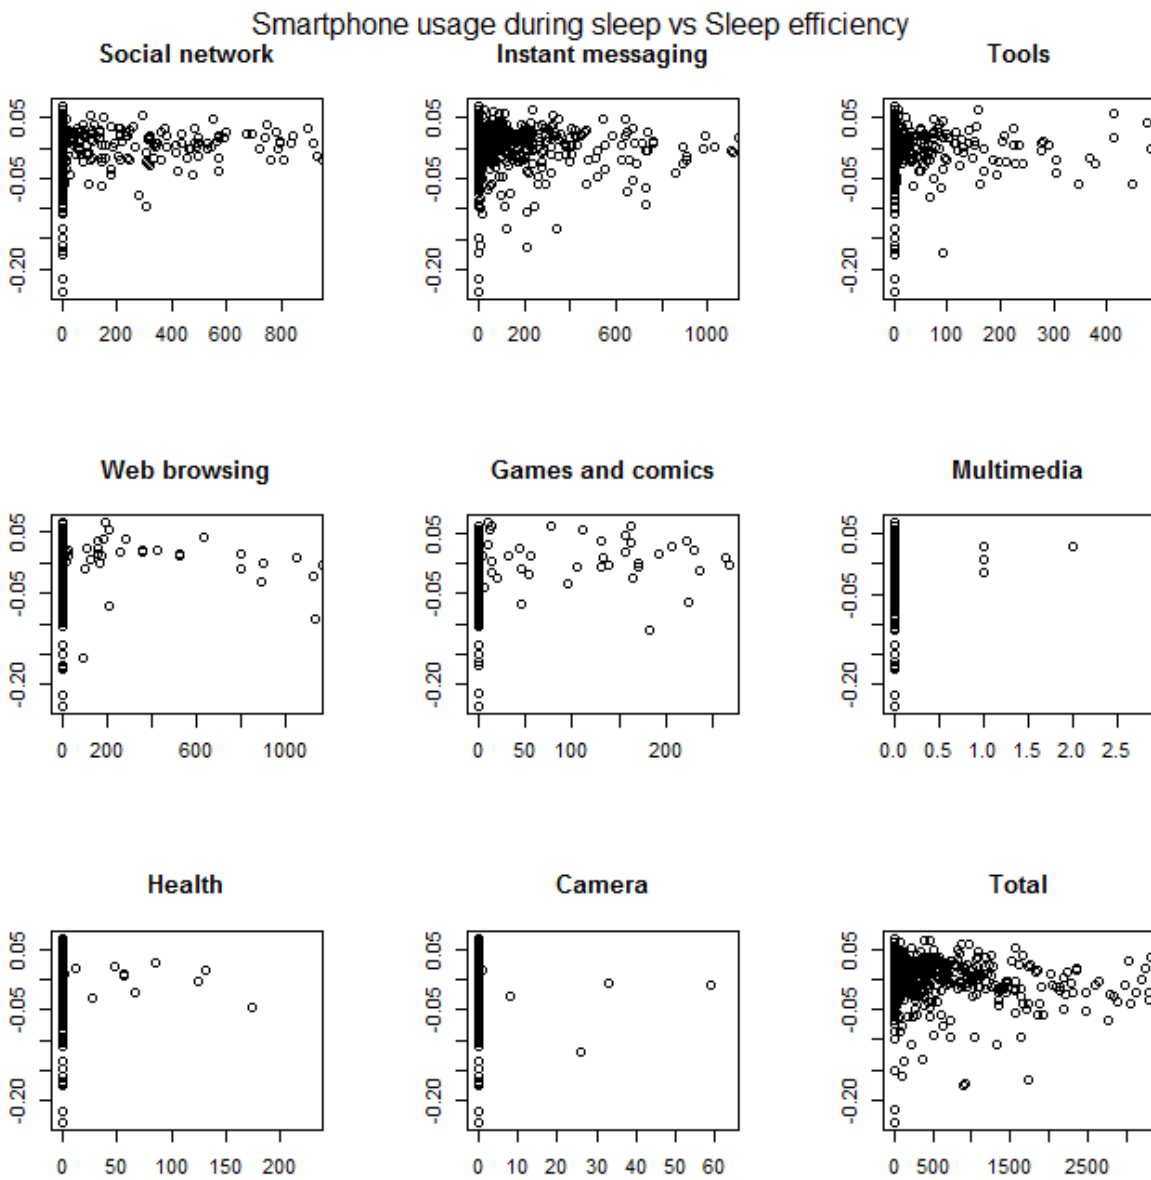 Smartphone usage during sleep vs Sleep efficiency
Social network Instant messaging Tools
0.05 -0.05 -0.20
0.05 -0.05 -0.20
0.05 -0.05 -0.20
0 200 400 600 800
0 200 600 1000
0 100 200 300 400
Web browsing Games and comics Multimedia
0.05 -0.05 -0.20
0.05 -0.05 -0.20
0.05 -0.05 -0.20
0 200 600 1000
0 50 100 200
0.0 0.5 1.0 1.5 2.0 2.5
Health Camera Total
0.05 -0.05 -0.20
0.05 -0.05 -0.20
0.05 -0.05 -0.20
0 50 100 150 200
0 10 20 30 40 50 60
0 500 1500 2500